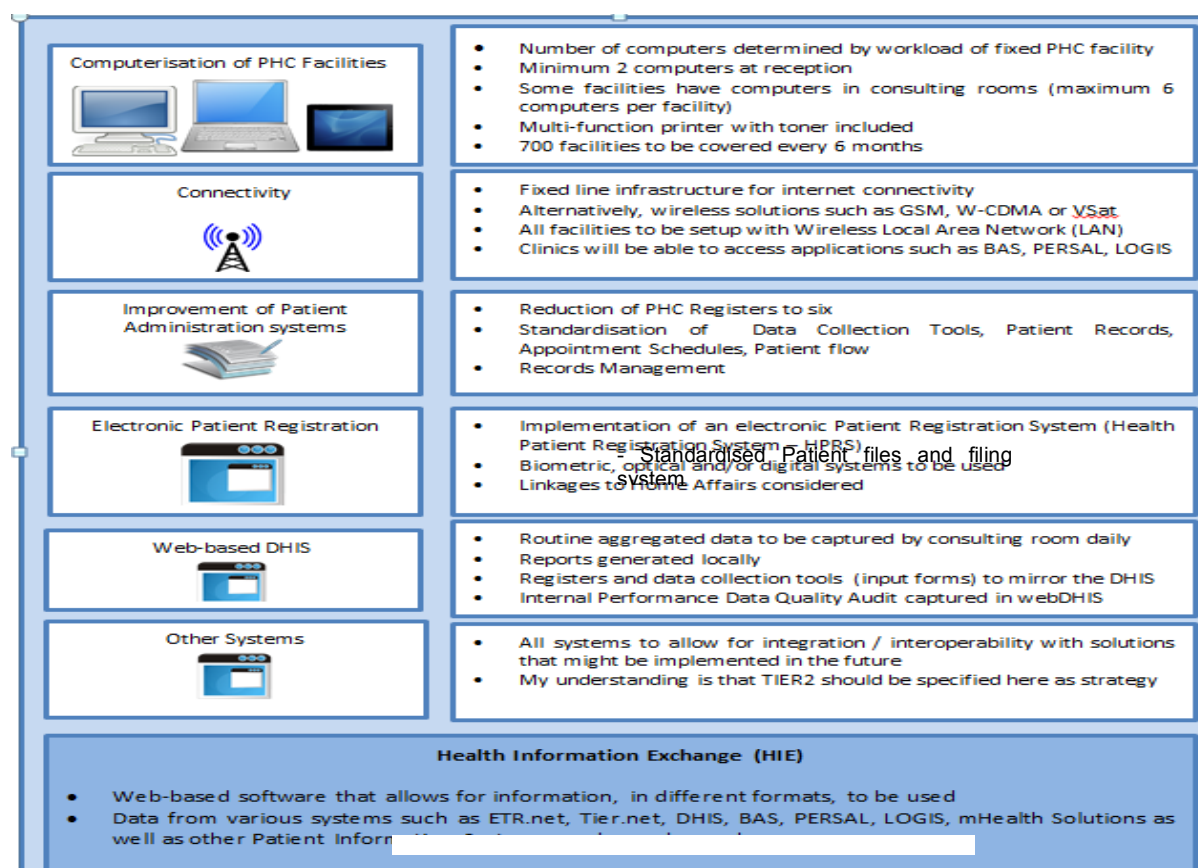 Computerisation of PHC Facilities
• Number of computers determined by workload of fixed PHC facility
• Minimum 2 computers at reception
• Some facilities have computers in consulting rooms (maximum 6
computers per facility)
• Multi-function printer with toner included
• 700 facilities to be covered every 6 months
Connectivity
• Fixed line infrastructure for internet connectivity
• Alternatively, wireless solutions such as GSM, W-CDMA or VSat
• All facilities to be setup with Wireless Local Area Network (LAN)
• Clinics will be able to access applications such as BAS, PERSAL, LOGIS
Improvement of Patient
Administration systems
• Reduction of PHC Registers to six
• Standardisation of Data Collection Tools, Patient Records,
Appointment Schedules, Patient flow
• Records Management
Electronic Patient Registration
• Implementation of an electronic Patient Registration System (Health
Patient Registration System – HPRS)
• Biometric, optical and/or digital systems to be used
• Linkages to Home Affairs considered
- Standardised Patient files and filing
system
Web-based DHIS
• Routine aggregated data to be captured by consulting room daily
• Reports generated locally
• Registers and data collection tools (input forms) to mirror the DHIS
• Internal Performance Data Quality Audit captured in webDHIS
Other Systems
• All systems to allow for integration / interoperability with solutions
that might be implemented in the future
• My understanding is that TIER2 should be specified here as strategy
Health Information Exchange (HIE)
• Web-based software that allows for information, in different formats, to be used
• Data from various systems such as ETR.net, Tier.net, DHIS, BAS, PERSAL, LOGIS, mHealth Solutions as
well as other Patient